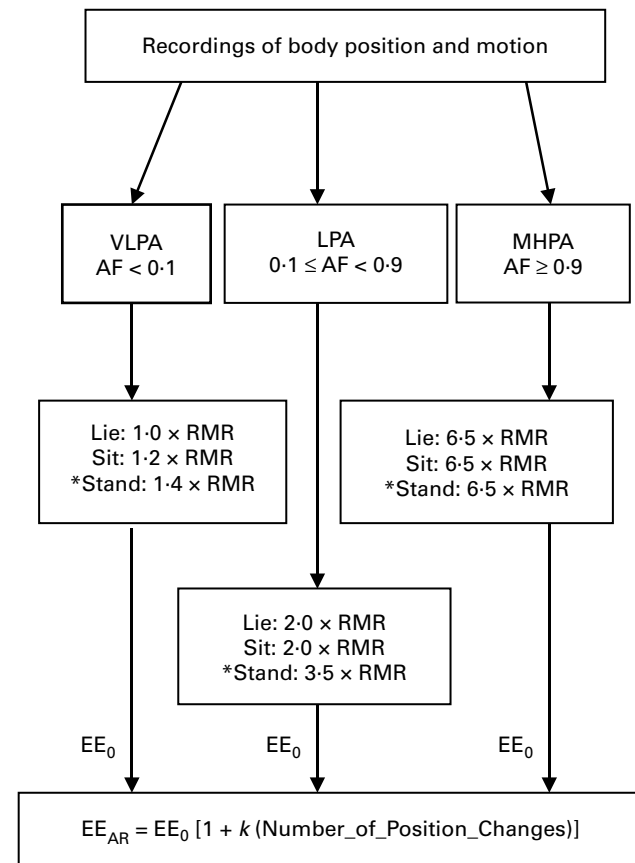 Recordings of body position and motion
VLPA
AF < 0·1
LPA
0·1 ≤ AF < 0·9
MHPA
AF ≥ 0·9
Lie: 1·0 × RMR
Sit: 1·2 × RMR
*Stand: 1·4 × RMR
Lie: 6·5 × RMR
Sit: 6·5 × RMR
*Stand: 6·5 × RMR
Lie: 2·0 × RMR
Sit: 2·0 × RMR
*Stand: 3·5 × RMR
EE₀
EE₀
EE₀
EE_AR = EE₀ [1 + k (Number_of_Position_Changes)]